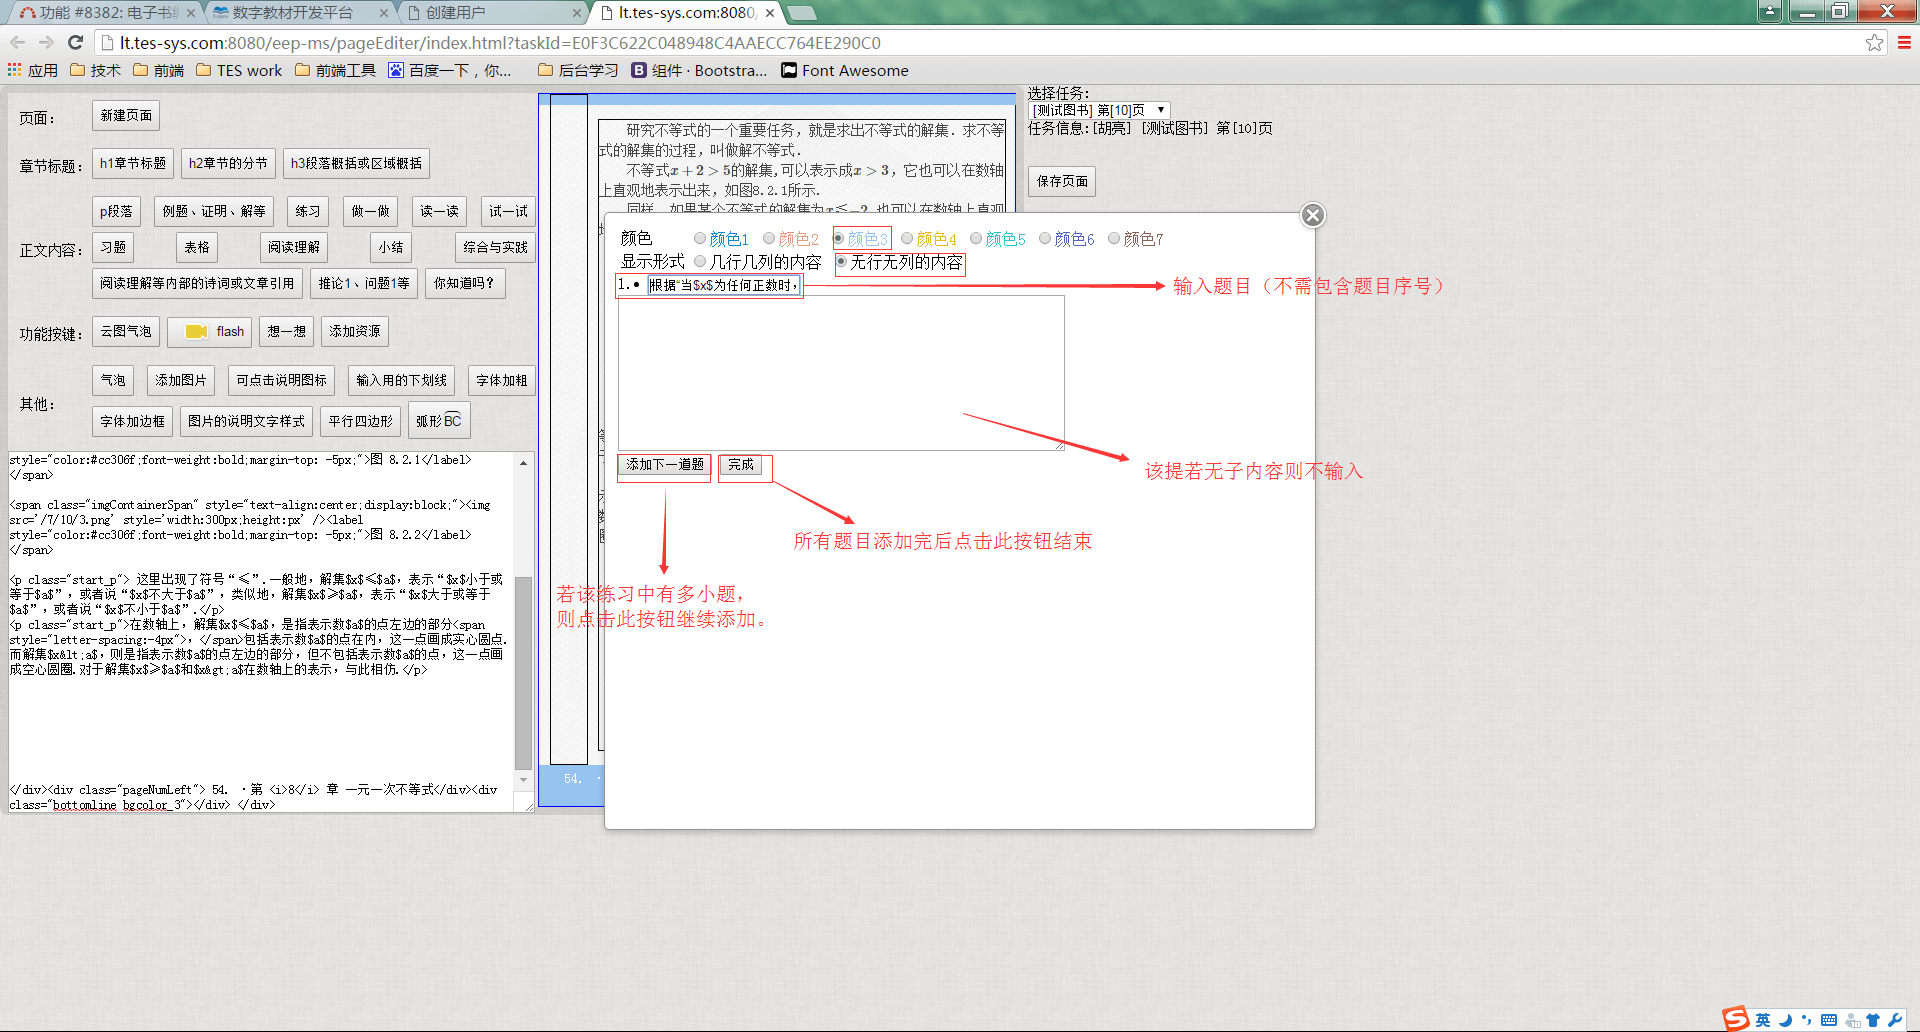 功能 #8382: 电子书编
数字教材开发平台
创建用户
lt.tes-sys.com:8080/
lt.tes-sys.com:8080/eep-ms/pageEditer/index.html?taskId=E0F3C622C048948C4AAECC764EE290C0
应用 技术 前端 TES work 前端工具 百度一下，你... 后台学习 组件 · Bootstra... Font Awesome
页面： 新建页面
章节标题： h1章节标题 h2章节的分节 h3段落概括或区域概括
p段落 例题、证明、解等 练习 做一做 读一读 试一试
正文内容： 习题 表格 阅读理解 小结 综合与实践
阅读理解等内部的诗词或文章引用 推论1、问题1等 你知道吗?
功能按键： 云图气泡 flash 想一想 添加资源
气泡 添加图片 可点击说明图标 输入用的下划线 字体加粗
其他：
字体加边框 图片的说明文字样式 平行四边形 弧形BC
style="color:#cc306f;font-weight:bold;margin-top: -5px;">图 8.2.1</label>
</span>
<span class="imgContainerSpan" style="text-align:center;display:block;"><img
src='/7/10/3.png' style='width:300px;height:px' /><label
style="color:#cc306f;font-weight:bold;margin-top: -5px;">图 8.2.2</label>
</span>
<p class="start_p"> 这里出现了符号“≤”.一般地，解集$x$≤$a$，表示“$x$小于或
等于$a$”，或者说“$x$不大于$a$”，类似地，解集$x$≥$a$，表示“$x$大于或等于
$a$”，或者说“$x$不小于$a$”.</p>
<p class="start_p">在数轴上，解集$x$≤$a$，是指表示数$a$的点左边的部分<span
style="letter-spacing:-4px">，</span>包括表示数$a$的点在内，这一点画成实心圆点.
而解集$x&lt;a$，则是指表示数$a$的点左边的部分，但不包括表示数$a$的点，这一点画
成空心圆圈.对于解集$x$≥$a$和$x&gt;a$在数轴上的表示，与此相仿.</p>
</div><div class="pageNumLeft"> 54. ·第 <i>8</i> 章 一元一次不等式</div><div
class="bottomline bgcolor_3"></div> </div>
研究不等式的一个重要任务，就是求出不等式的解集．求不等
式的解集的过程，叫做解不等式．
不等式x + 2 > 5的解集,可以表示成x > 3，它也可以在数轴
上直观地表示出来，如图8.2.1所示．
同样，如果某个不等式的解集为x≤−2，也可以在数轴上直观
54. ·
选择任务：
[测试图书] 第[10]页
任务信息:[胡亮] [测试图书] 第[10]页
保存页面
颜色 颜色1 颜色2 颜色3 颜色4 颜色5 颜色6 颜色7
显示形式 几行几列的内容 无行无列的内容
1.• 根据“当$x$为任何正数时，
输入题目（不需包含题目序号）
添加下一道题 完成
该提若无子内容则不输入
所有题目添加完后点击此按钮结束
若该练习中有多小题，
则点击此按钮继续添加。
英